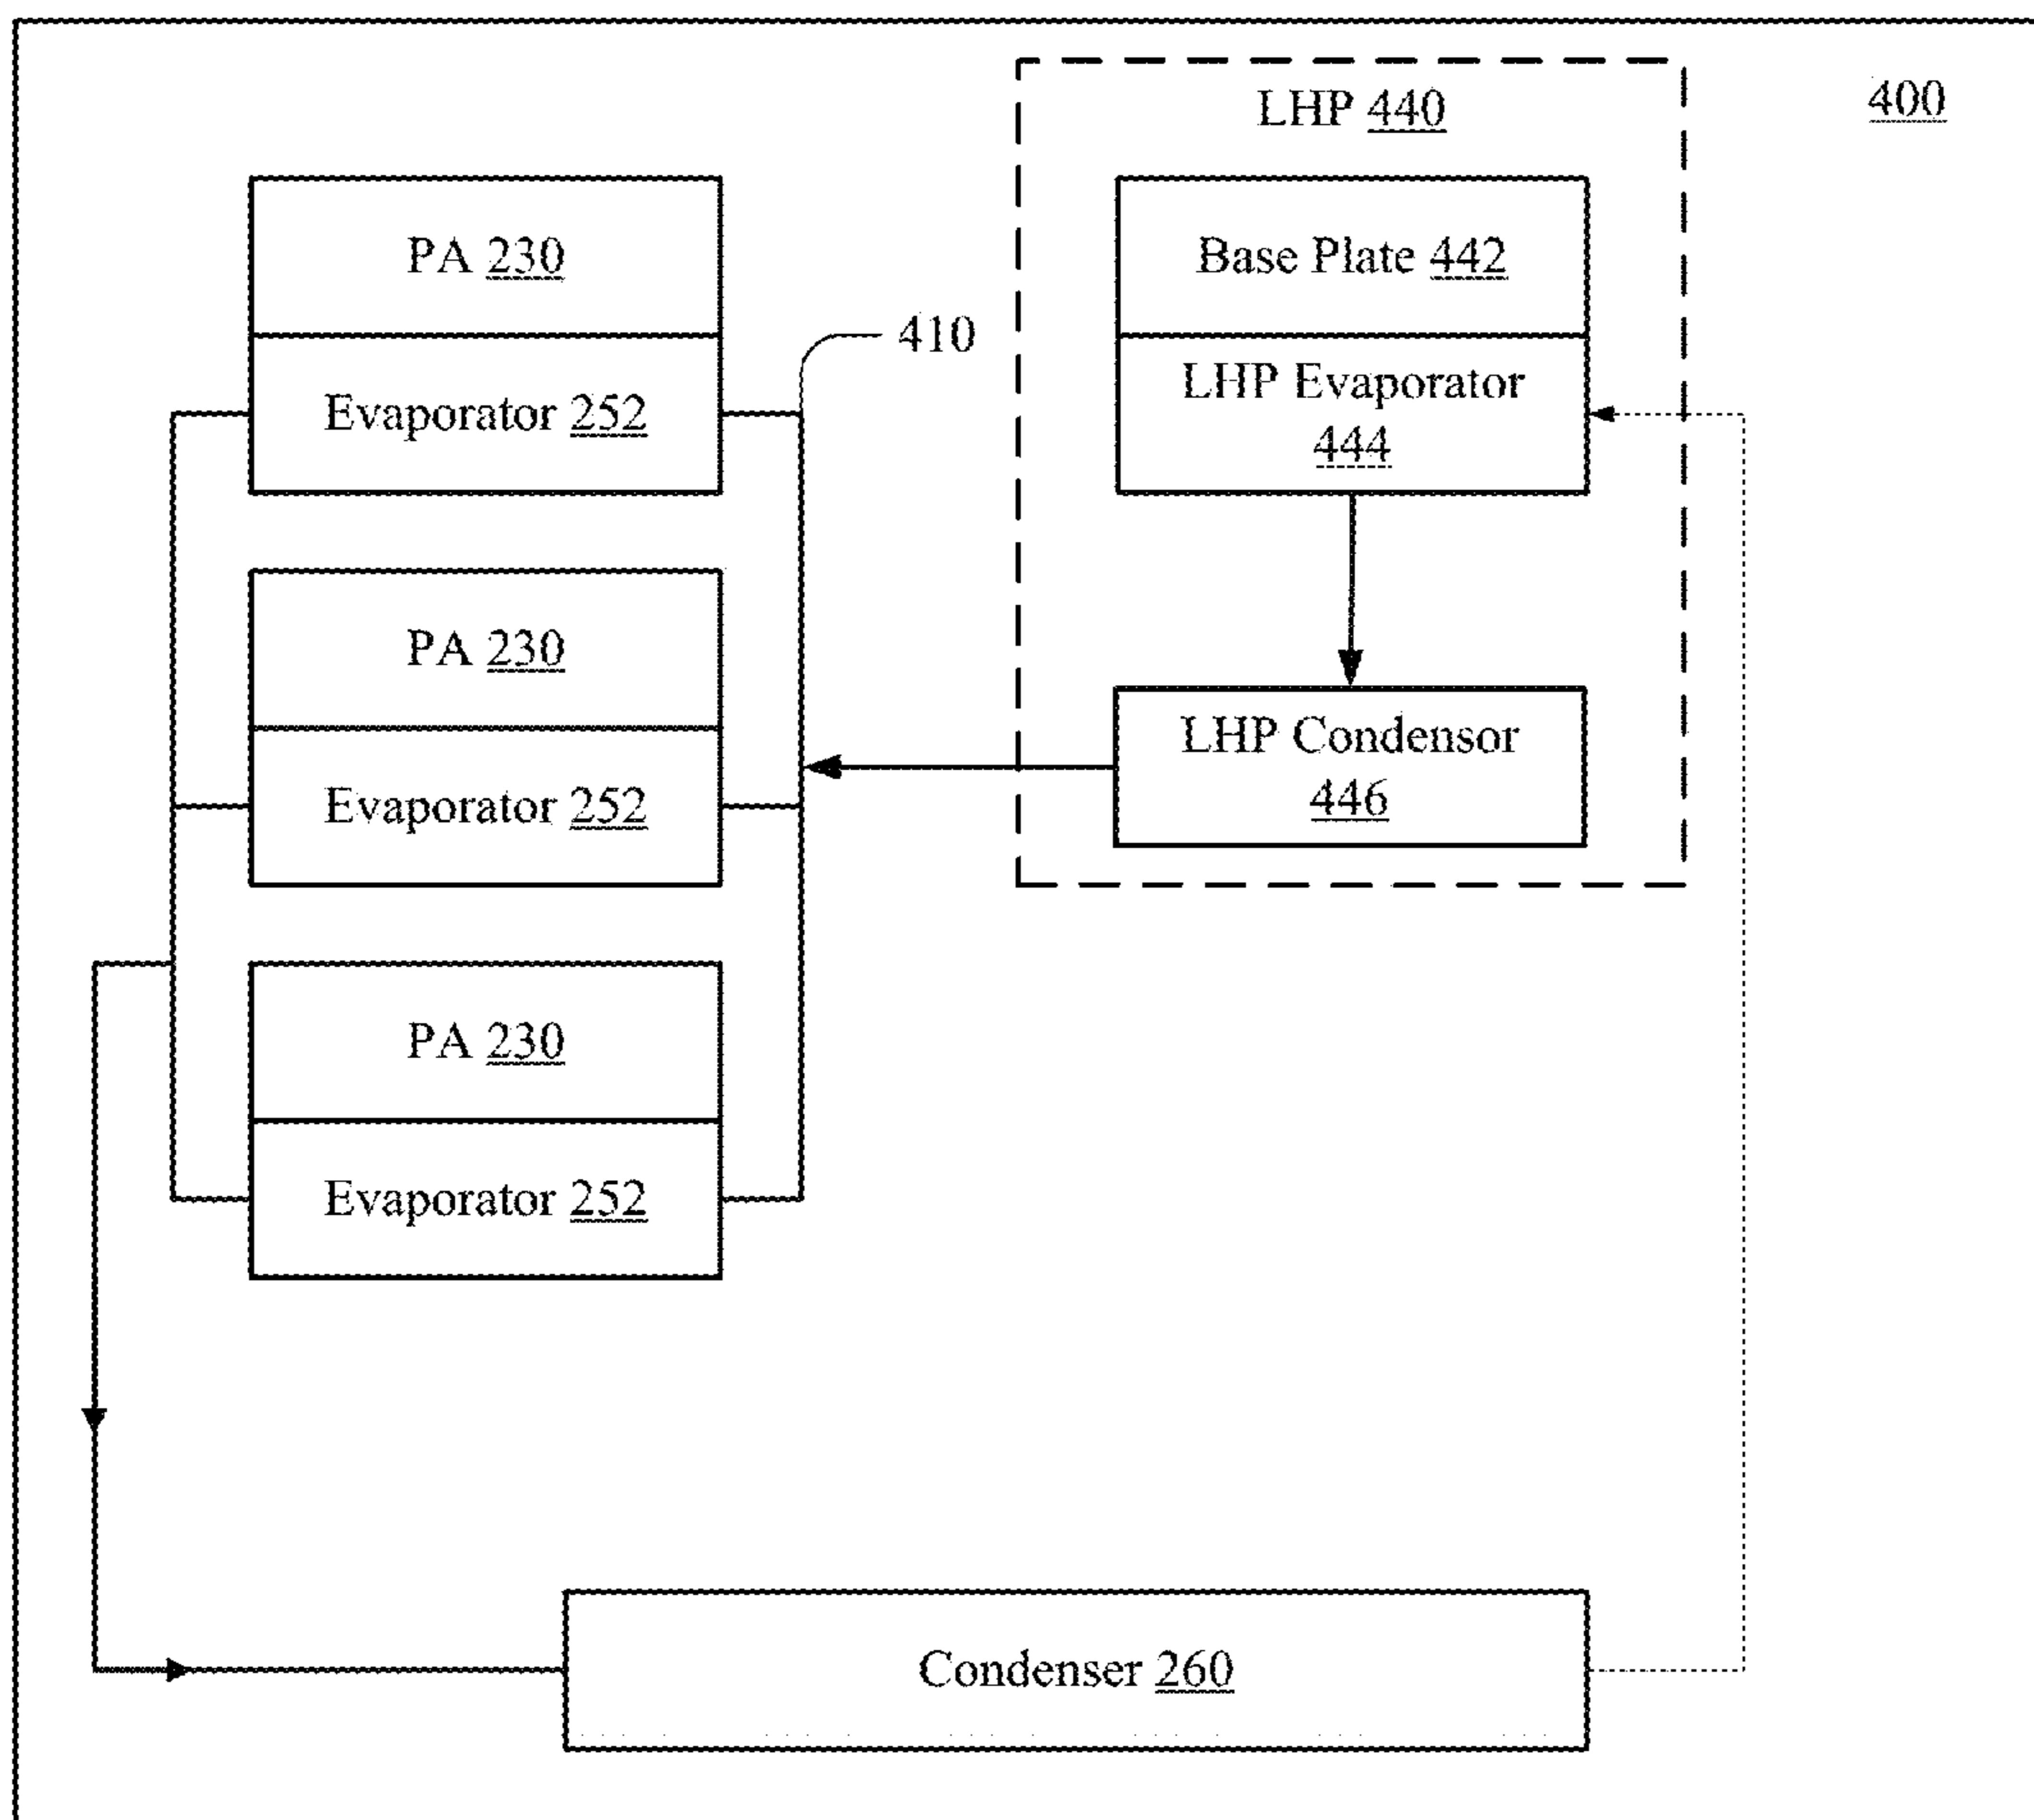 LHP 440
400
PA 230
Base Plate 442
410
Evaporator 252
LHP Evaporator
444
PA 230
LHP Condensor
446
Evaporator 252
PA 230
Evaporator 252
Condenser 260